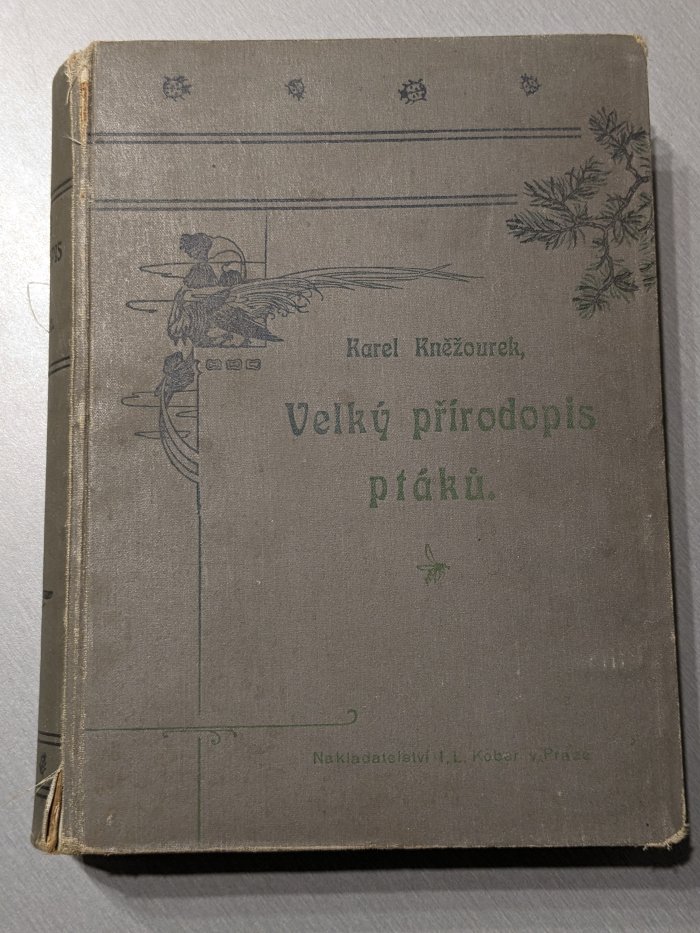 Karel Kněžourek,
Velký přírodopis
ptáků.
Nakladatelství I. L. Kober v Praze